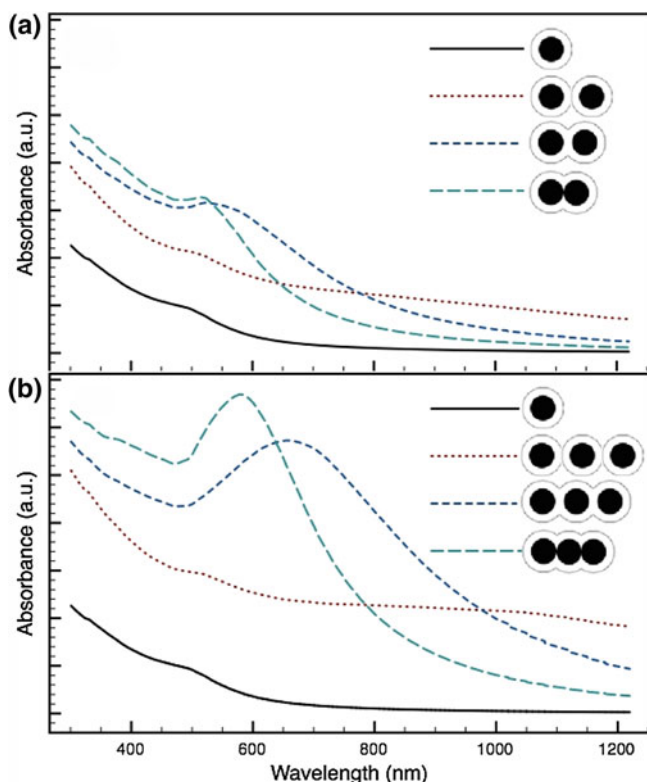 (a)
Absorbance (a.u.)
(b)
Absorbance (a.u.)
400 600 800 1000 1200
Wavelength (nm)